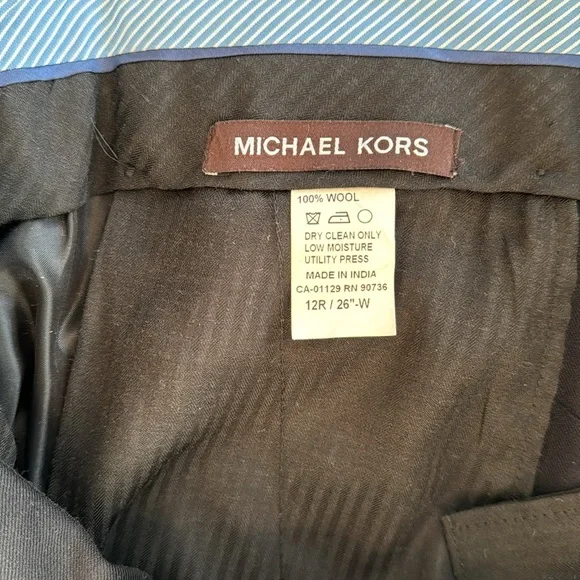 MICHAEL KORS
100% WOOL
DRY CLEAN ONLY
LOW MOISTURE
UTILITY PRESS
MADE IN INDIA
CA-01129 RN 90736
12R / 26"-W